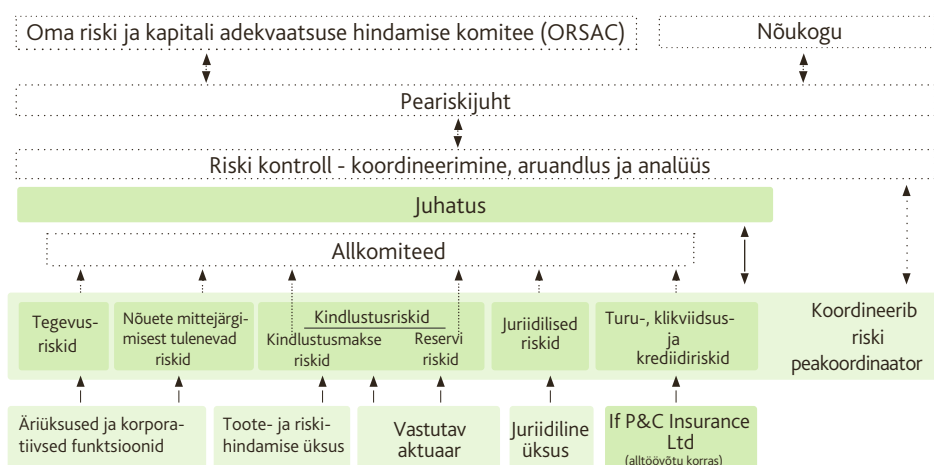 Oma riski ja kapitali adekvaatsuse hindamise komitee (ORSAC)
Nõukogu
Peariskijuht
Riski kontroll - koordineerimine, aruandlus ja analüüs
Juhatus
Allkomiteed
Tegevus-
riskid
Nõuete mittejärgi-
misest tulenevad
riskid
Kindlustusriskid
Kindlustusmakse
riskid
Reservi
riskid
Juriidilised
riskid
Turu-, klikviidsus-
ja
krediidiriskid
Koordineerib
riski
peakoordinaator
Äriüksused ja korpora-
tiivsed funktsioonid
Toote- ja riski-
hindamise üksus
Vastutav
aktuaar
Juriidiline
üksus
If P&C Insurance
Ltd
(alltöövõtu korras)